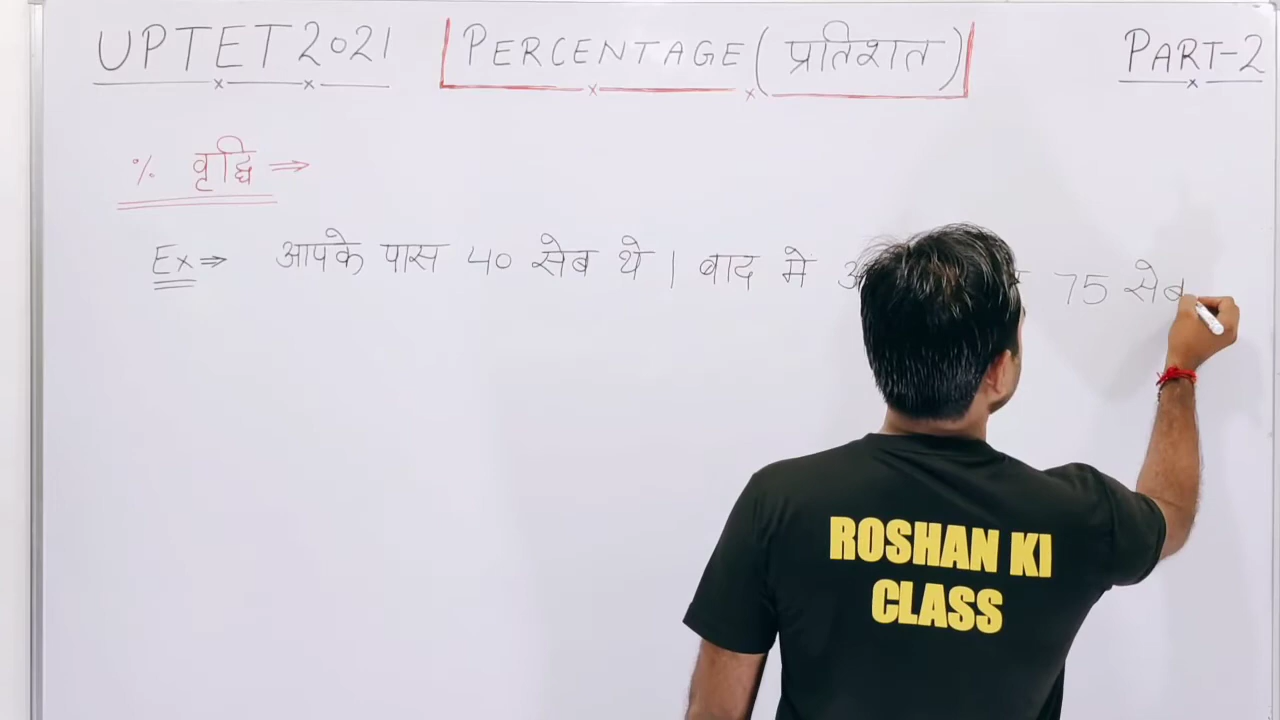 UPTET 2021
PERCENTAGE (प्रतिशत)
PART-2
% वृद्धि ⇒
Ex ⇒ आपके पास 40 सेब थे | बाद मे 75 सेब
ROSHAN KI
CLASS